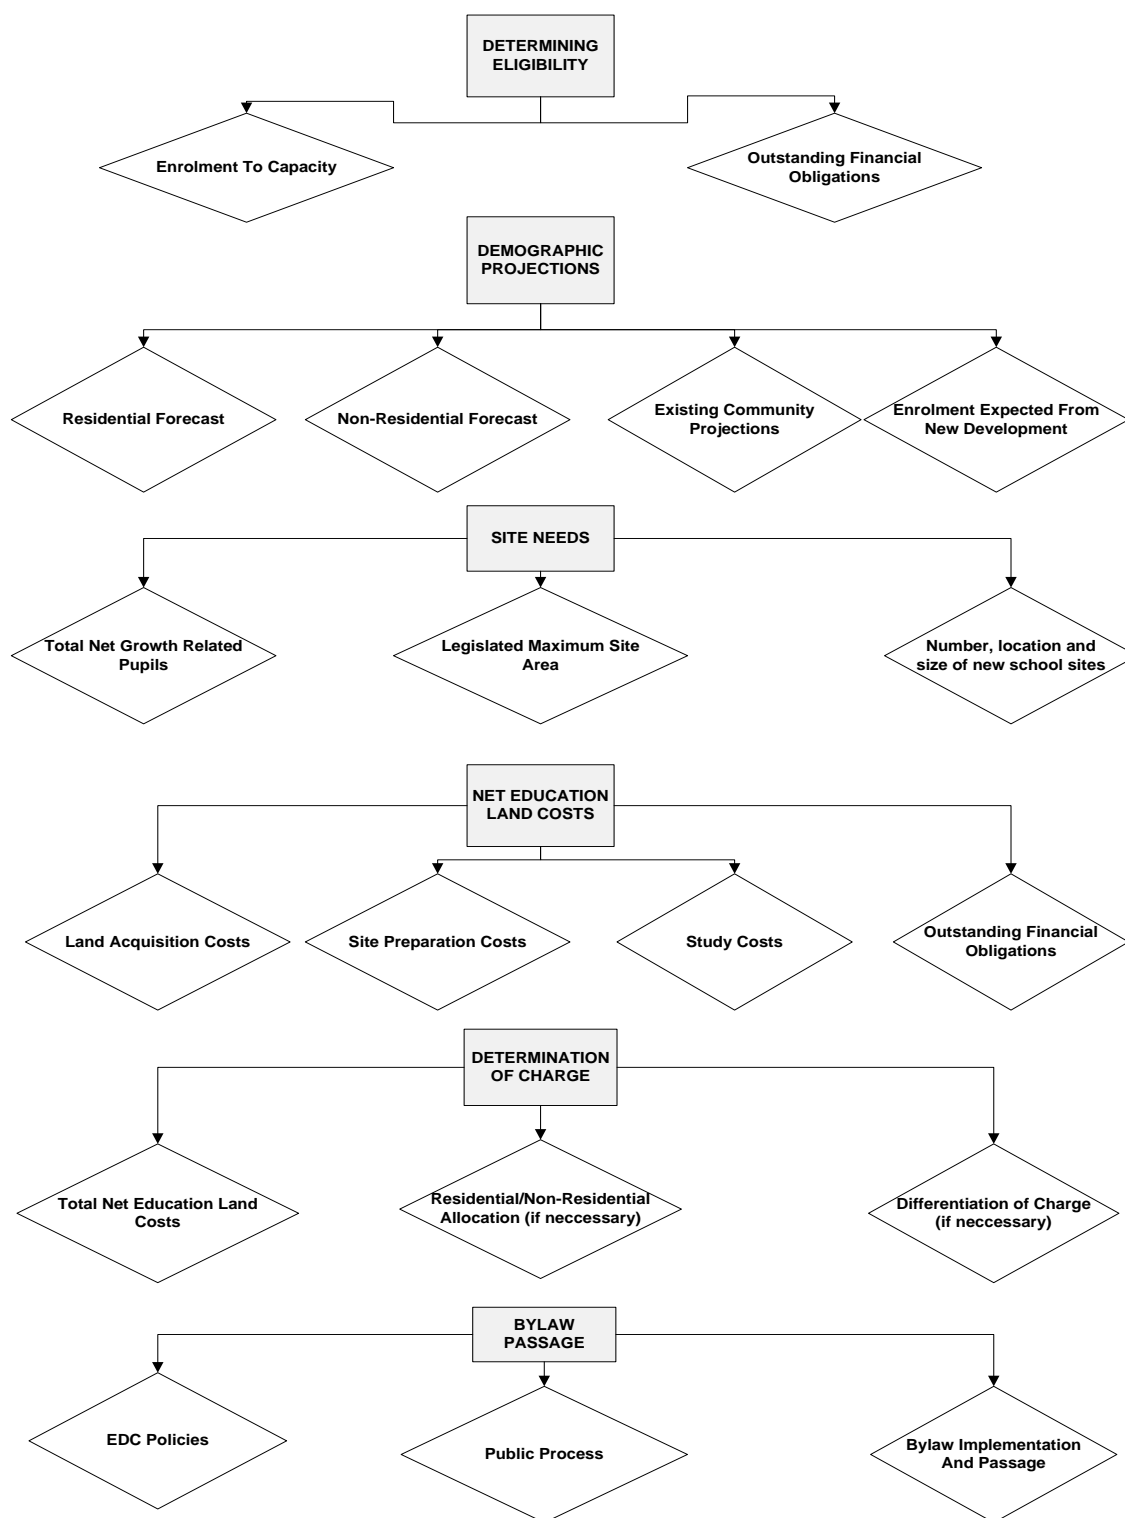 DETERMINING
ELIGIBILITY
Enrolment To Capacity
Outstanding Financial
Obligations
DEMOGRAPHIC
PROJECTIONS
Residential Forecast
Non-Residential Forecast
Existing Community
Projections
Enrolment Expected From
New Development
SITE NEEDS
Total Net Growth Related
Pupils
Legislated Maximum Site
Area
Number, location and
size of new school sites
NET EDUCATION
LAND COSTS
Land Acquisition Costs
Site Preparation Costs
Study Costs
Outstanding Financial
Obligations
DETERMINATION
OF CHARGE
Total Net Education Land
Costs
Residential/Non-Residential
Allocation (if neccessary)
Differentiation of Charge
(if neccessary)
BYLAW
PASSAGE
EDC Policies
Public Process
Bylaw Implementation
And Passage